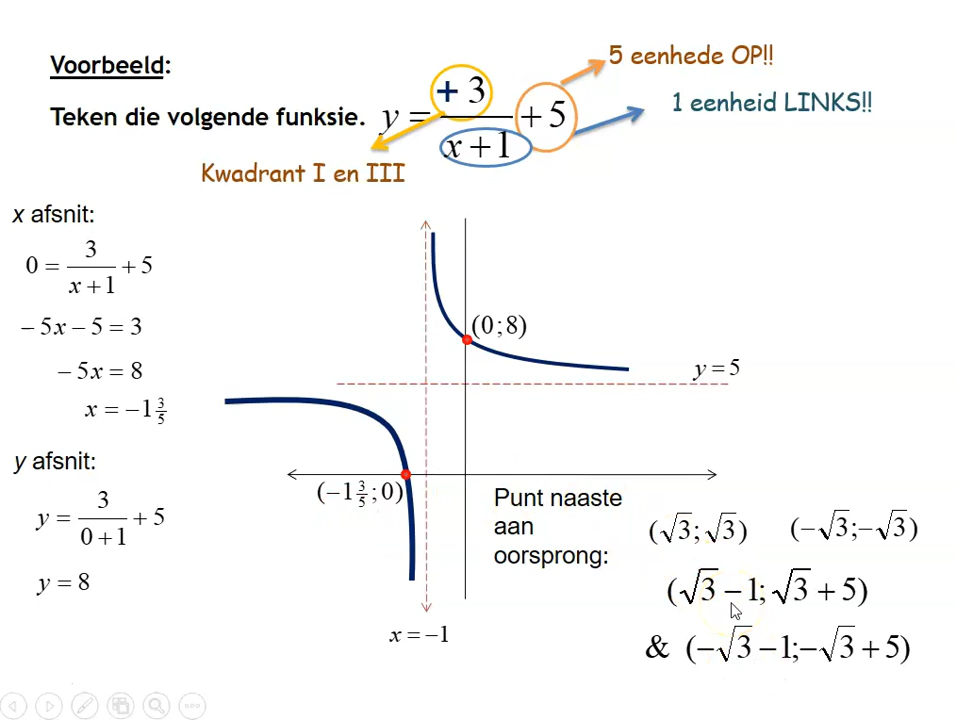 Voorbeeld:
5 eenhede OP!!
1 eenheid LINKS!!
Teken die volgende funksie. y = +3/(x+1) + 5
Kwadrant I en III
x afsnit:
0 = 3/(x+1) + 5
−5x − 5 = 3
−5x = 8
x = −1 3/5
y afsnit:
y = 3/(0+1) + 5
y = 8
(0;8)
y = 5
(−1 3/5;0)
x = −1
Punt naaste
aan
oorsprong:
(√3;√3) (−√3;−√3)
(√3 − 1;√3 + 5)
& (−√3 − 1;−√3 + 5)